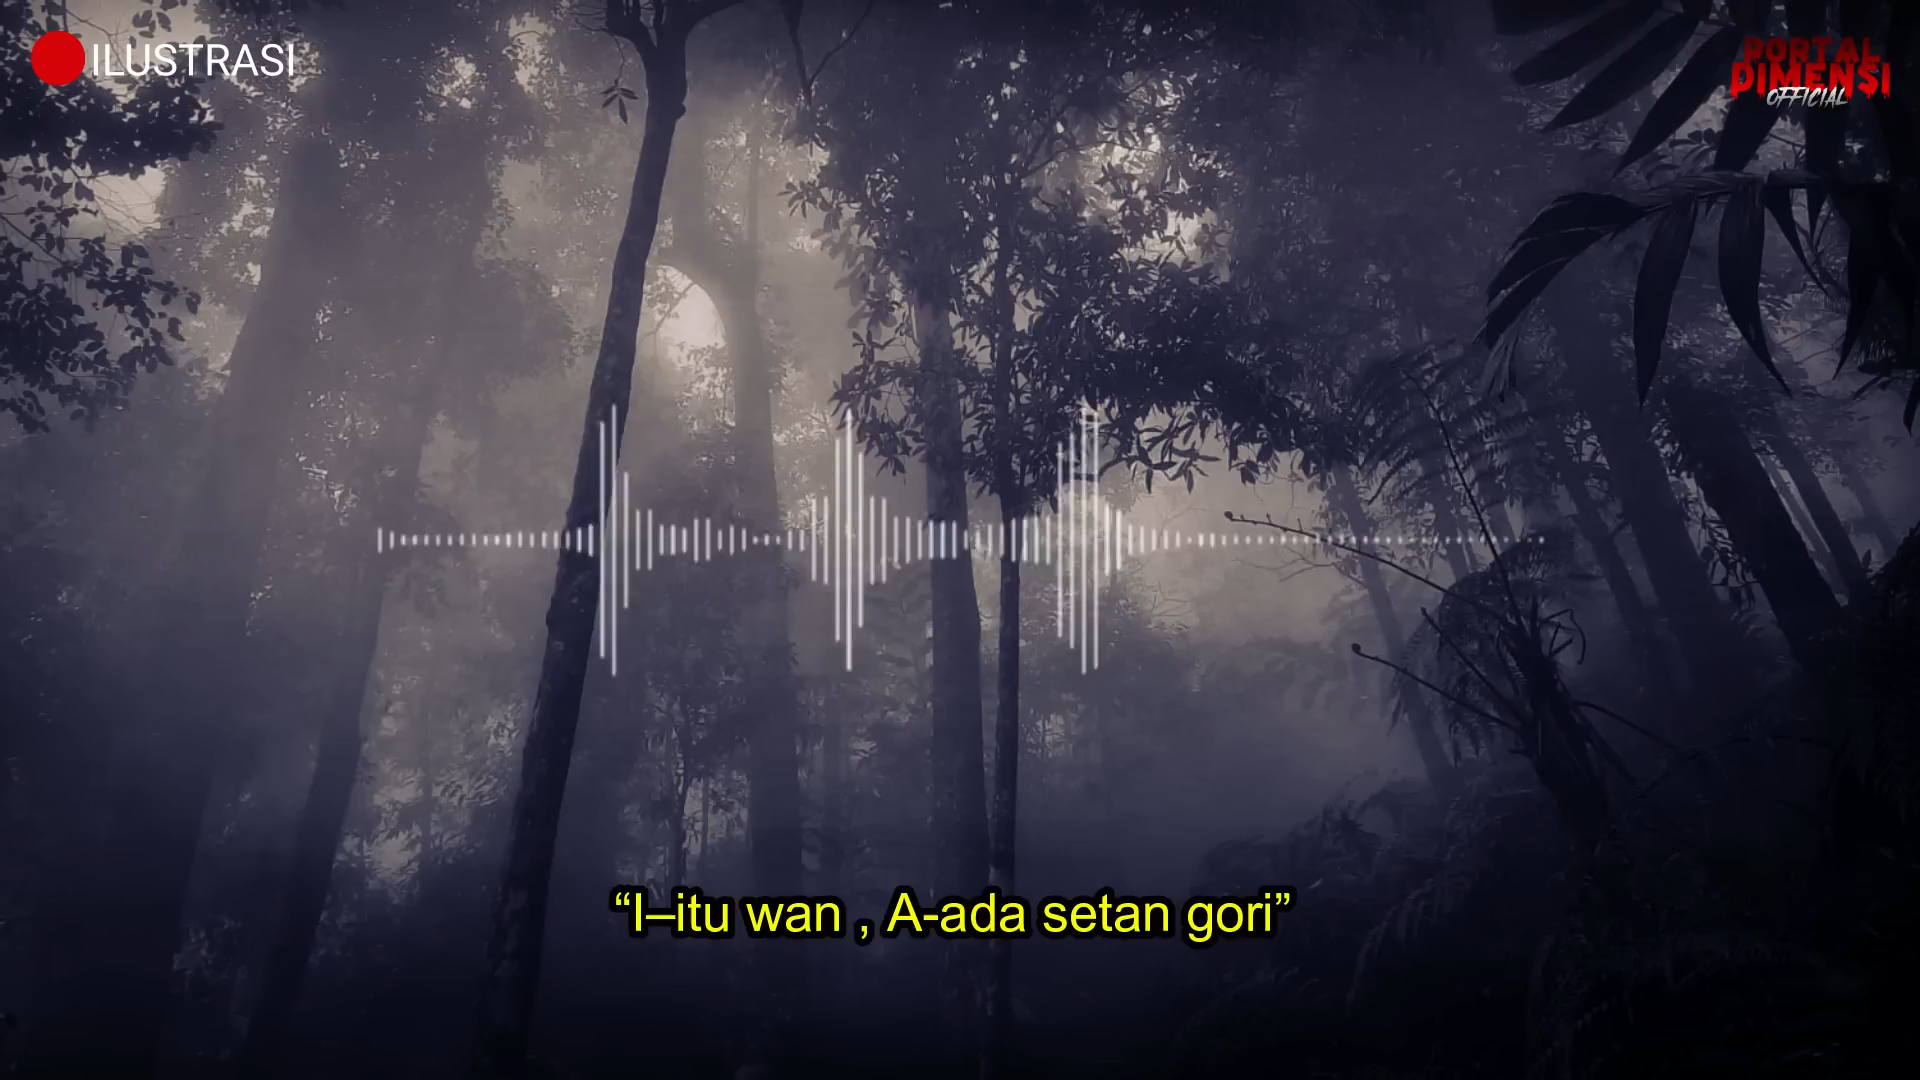 ILUSTRASI
PORTAL
DIMENSI
OFFICIAL
“I–itu wan , A-ada setan gori”